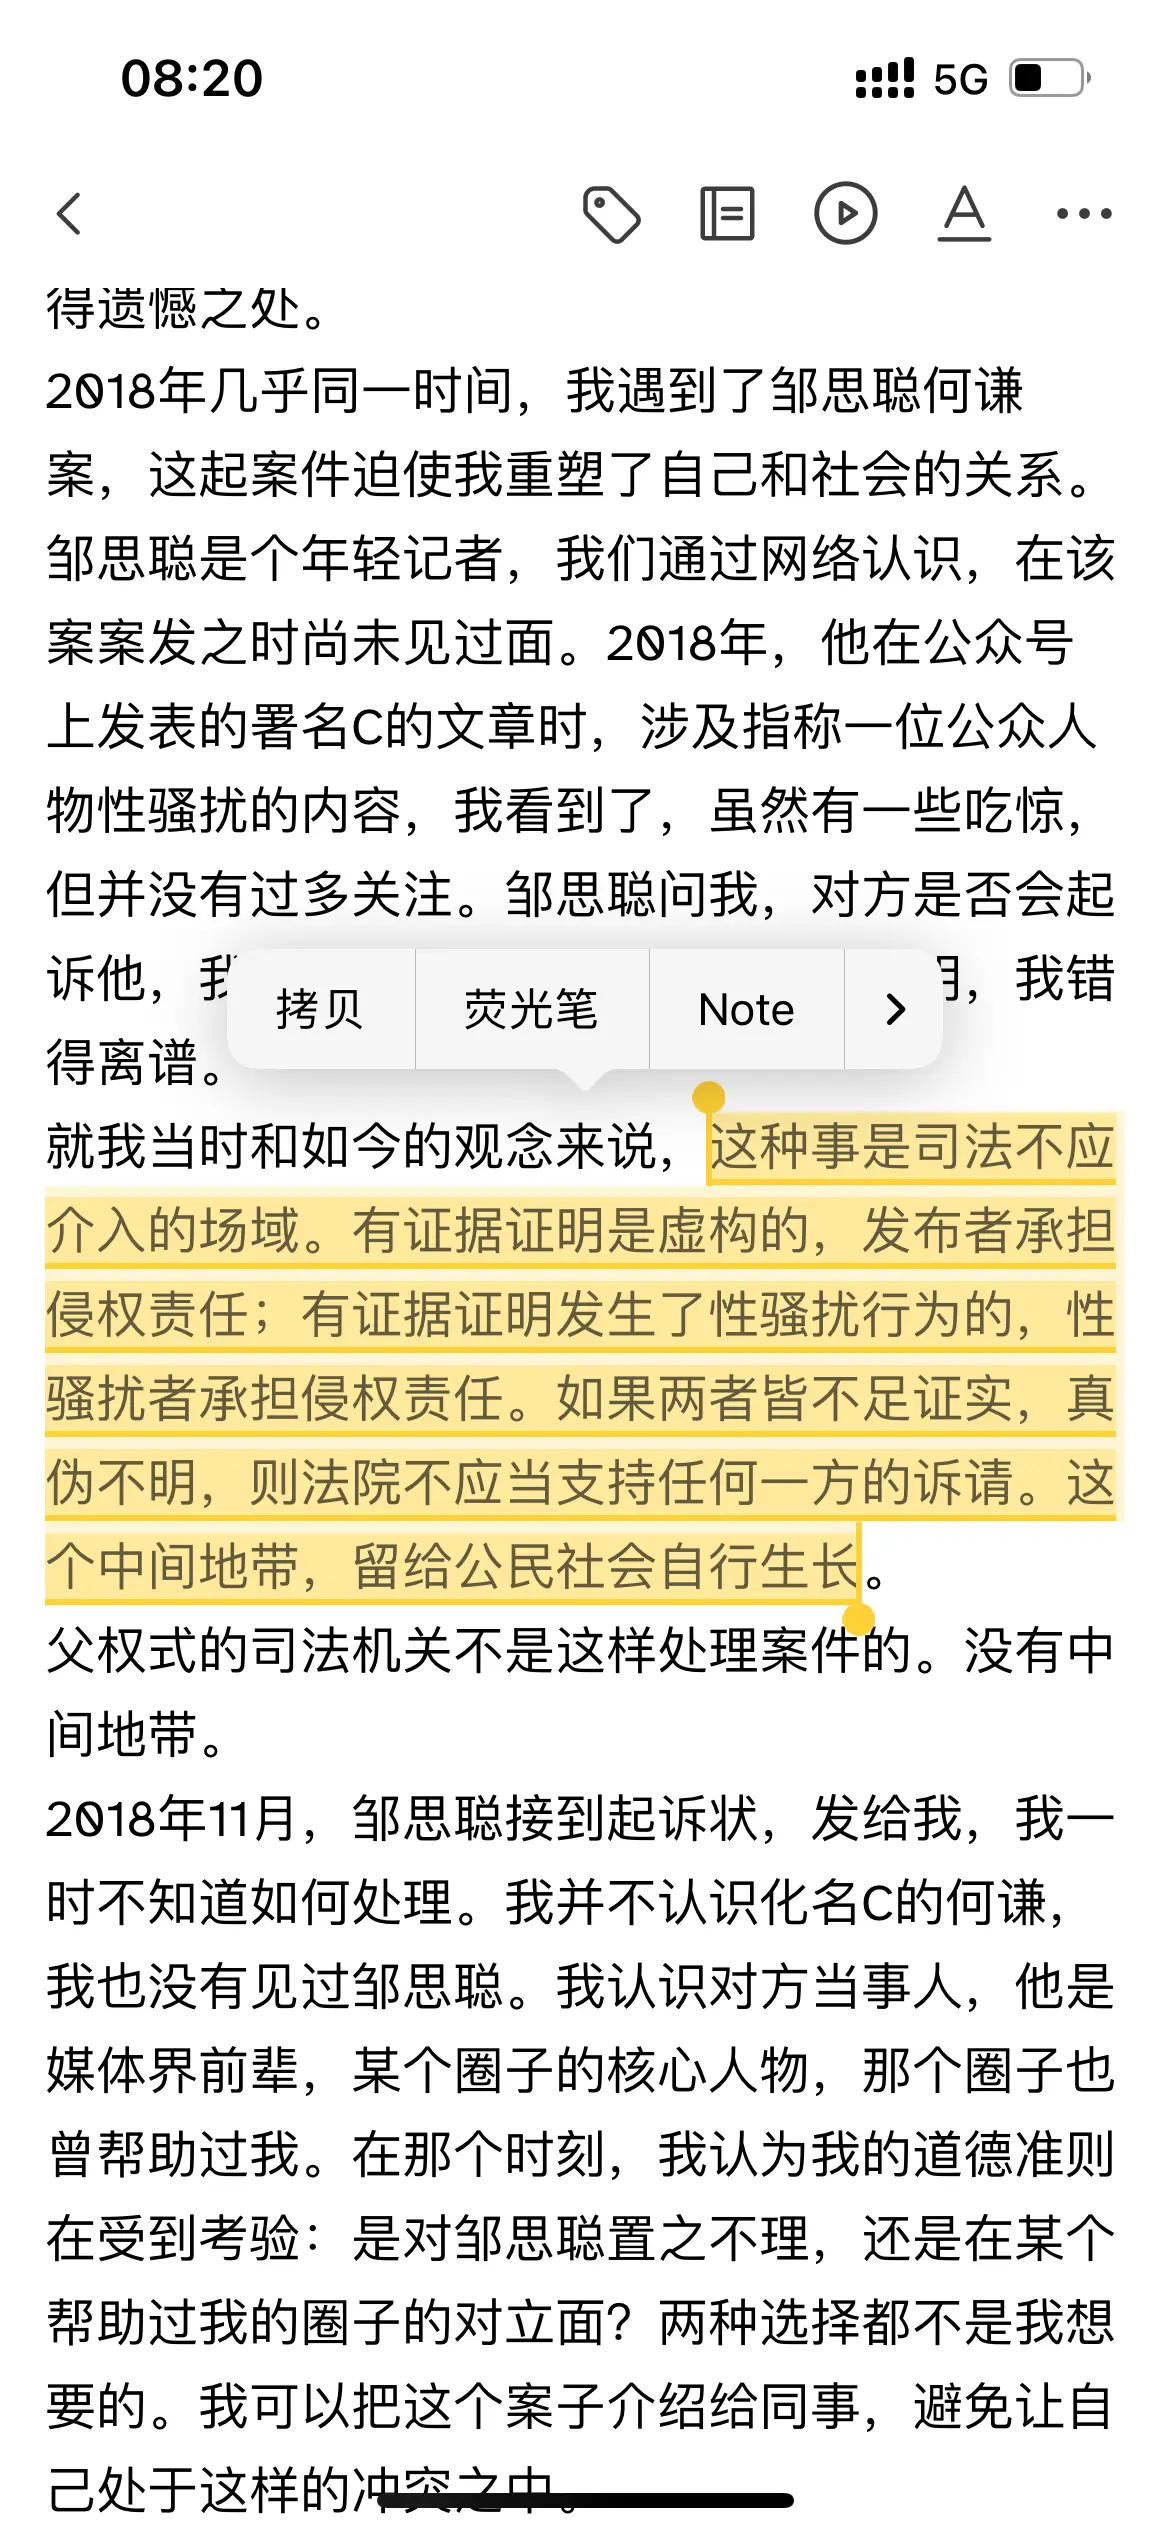 08:20
5G
得遗憾之处。
2018年几乎同一时间，我遇到了邹思聪何谦
案，这起案件迫使我重塑了自己和社会的关系。
邹思聪是个年轻记者，我们通过网络认识，在该
案案发之时尚未见过面。2018年，他在公众号
上发表的署名C的文章时，涉及指称一位公众人
物性骚扰的内容，我看到了，虽然有一些吃惊，
但并没有过多关注。邹思聪问我，对方是否会起
诉他，我
，我错
拷贝
荧光笔
Note
得离谱。
就我当时和如今的观念来说，这种事是司法不应
介入的场域。有证据证明是虚构的，发布者承担
侵权责任；有证据证明发生了性骚扰行为的，性
骚扰者承担侵权责任。如果两者皆不足证实，真
伪不明，则法院不应当支持任何一方的诉请。这
个中间地带，留给公民社会自行生长。
父权式的司法机关不是这样处理案件的。没有中
间地带。
2018年11月，邹思聪接到起诉状，发给我，我一
时不知道如何处理。我并不认识化名C的何谦，
我也没有见过邹思聪。我认识对方当事人，他是
媒体界前辈，某个圈子的核心人物，那个圈子也
曾帮助过我。在那个时刻，我认为我的道德准则
在受到考验：是对邹思聪置之不理，还是在某个
帮助过我的圈子的对立面？两种选择都不是我想
要的。我可以把这个案子介绍给同事，避免让自
己处于这样的冲突之中。